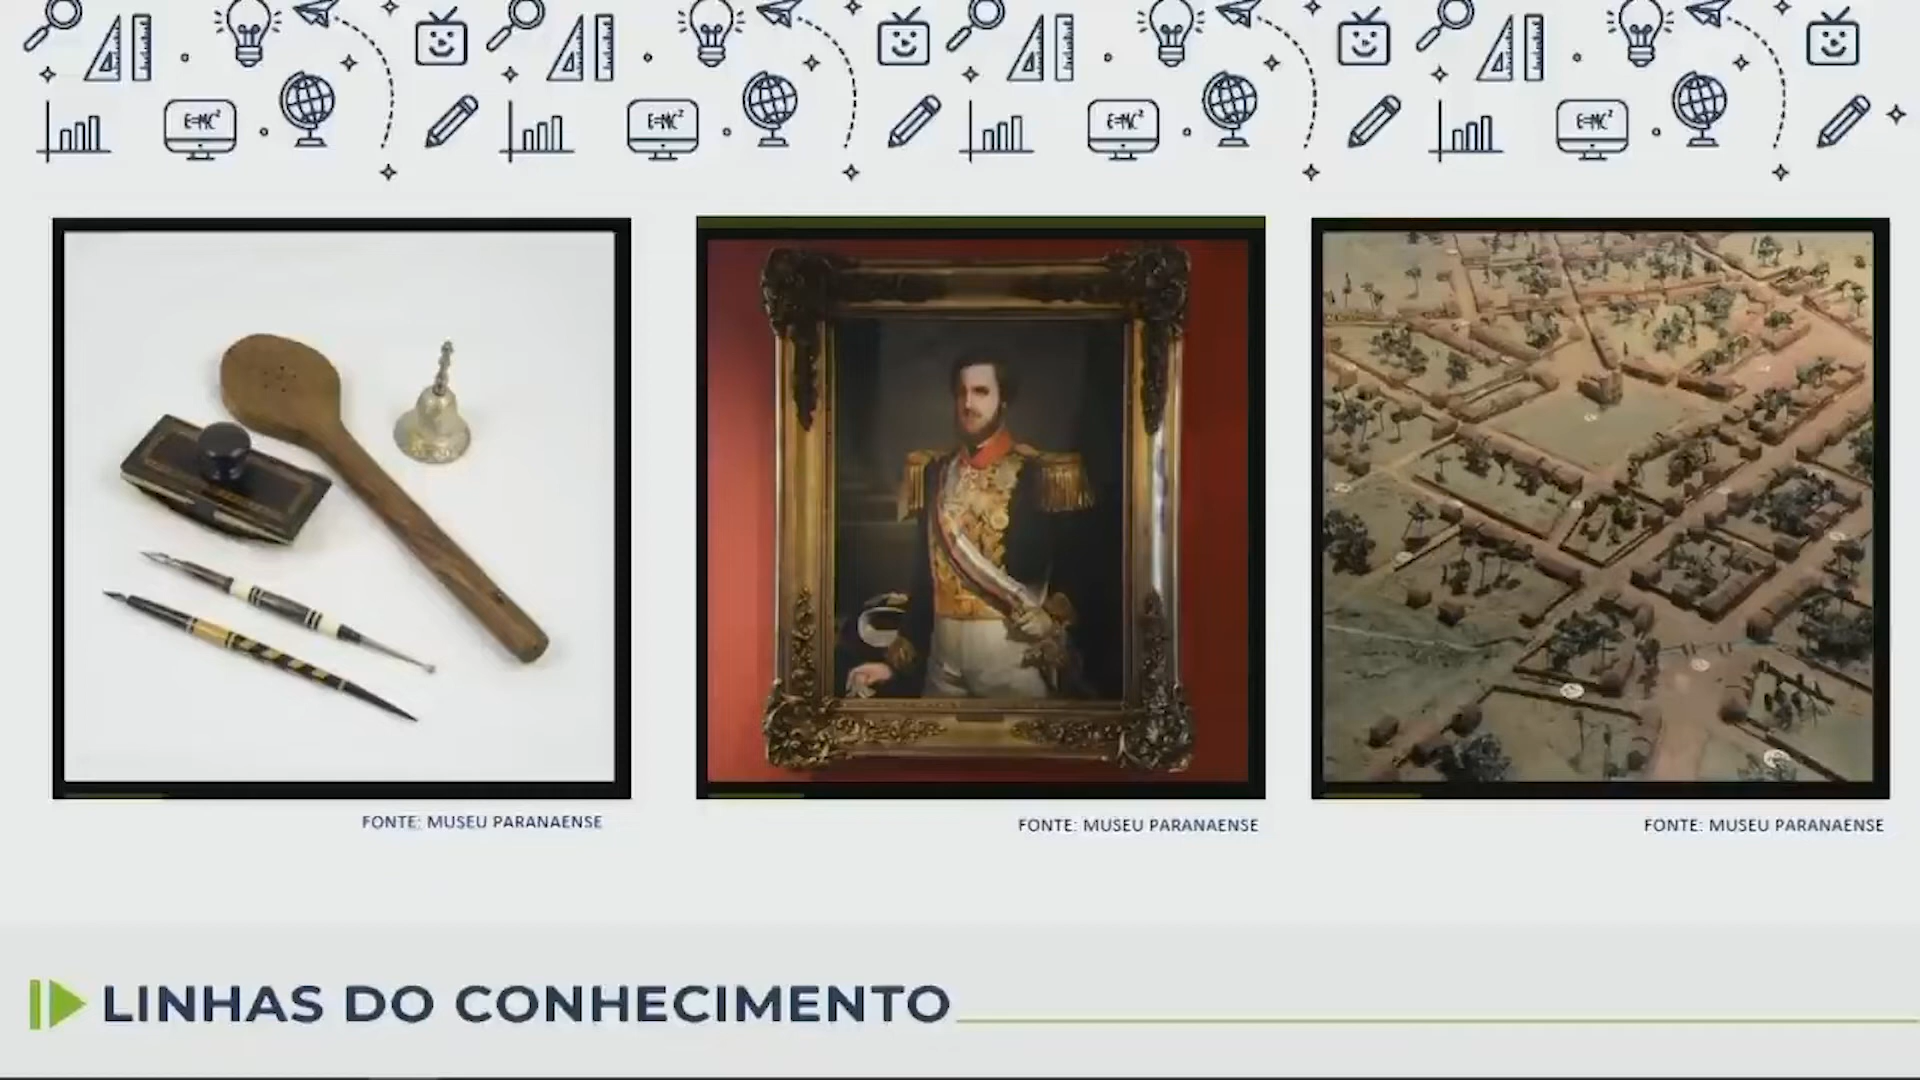 E=MC²
E=MC²
E=MC²
E=MC²
FONTE: MUSEU PARANAENSE
FONTE: MUSEU PARANAENSE
FONTE: MUSEU PARANAENSE
LINHAS DO CONHECIMENTO